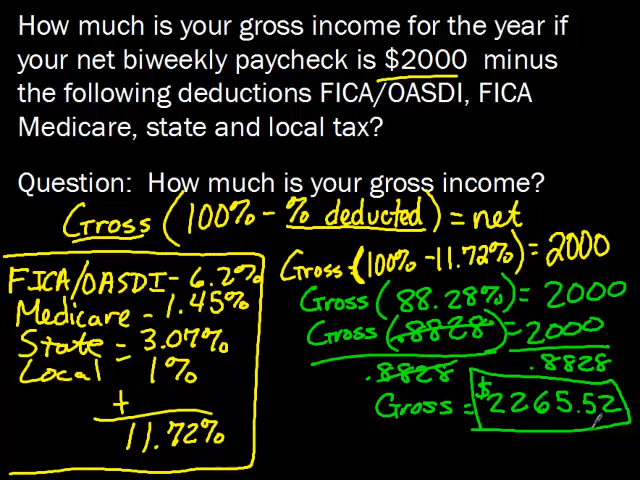 How much is your gross income for the year if
your net biweekly paycheck is $2000 minus
the following deductions FICA/OASDI, FICA
Medicare, state and local tax?
Question: How much is your gross income?
Gross (100% - % deducted) = net
FICA/OASDI - 6.2%
Medicare - 1.45%
State - 3.07%
Local 1%
+
11.72%
Gross (100% - 11.72%) = 2000
Gross (88.28%) = 2000
Gross (.8828) = 2000
.8828 .8828
Gross = $2265.52